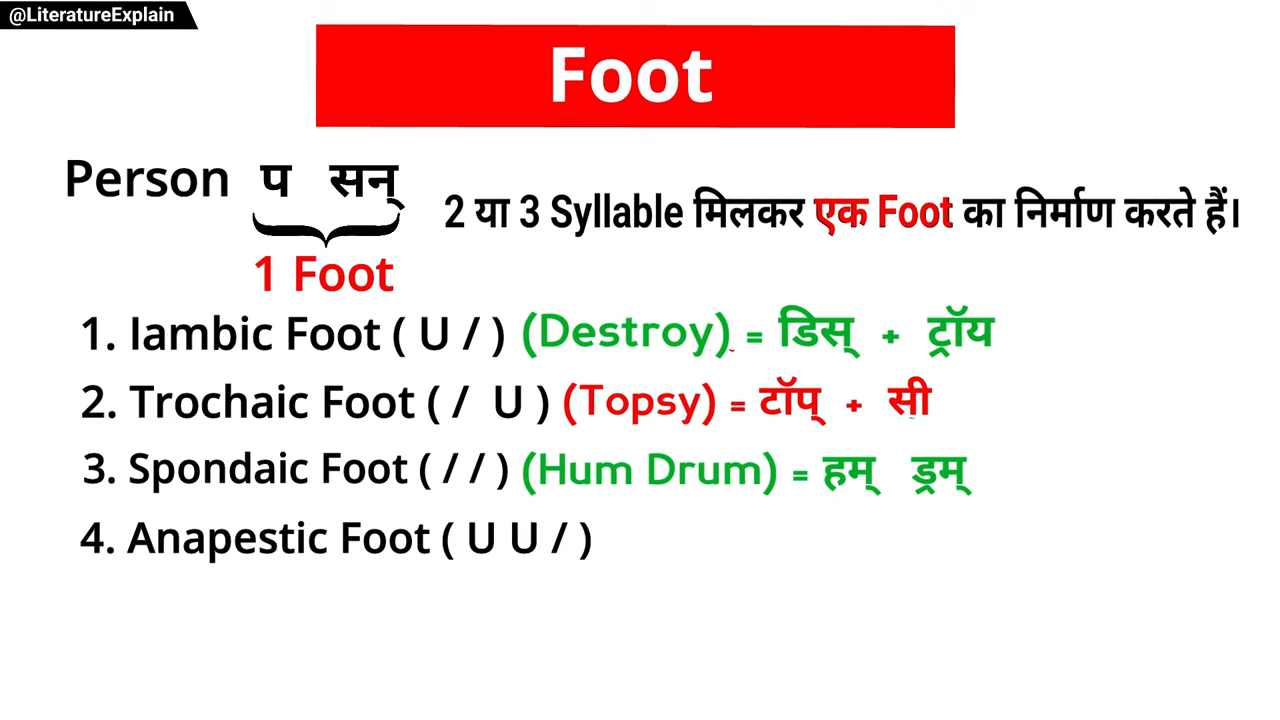 @LiteratureExplain
Foot
Person प सन्
2 या 3 Syllable मिलकर एक Foot का निर्माण करते हैं।
1 Foot
1. Iambic Foot ( U / ) (Destroy) = डिस् + ट्रॉय
2. Trochaic Foot ( / U ) (Topsy) = टॉप् + सी
3. Spondaic Foot ( / / ) (Hum Drum) = हम् ड्रम्
4. Anapestic Foot ( U U / )